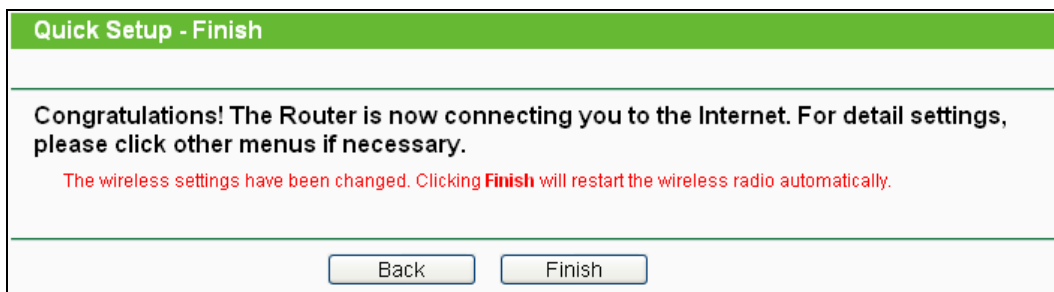 Quick Setup - Finish
Congratulations! The Router is now connecting you to the Internet. For detail settings,
please click other menus if necessary.
The wireless settings have been changed. Clicking Finish will restart the wireless radio automatically.
Back Finish